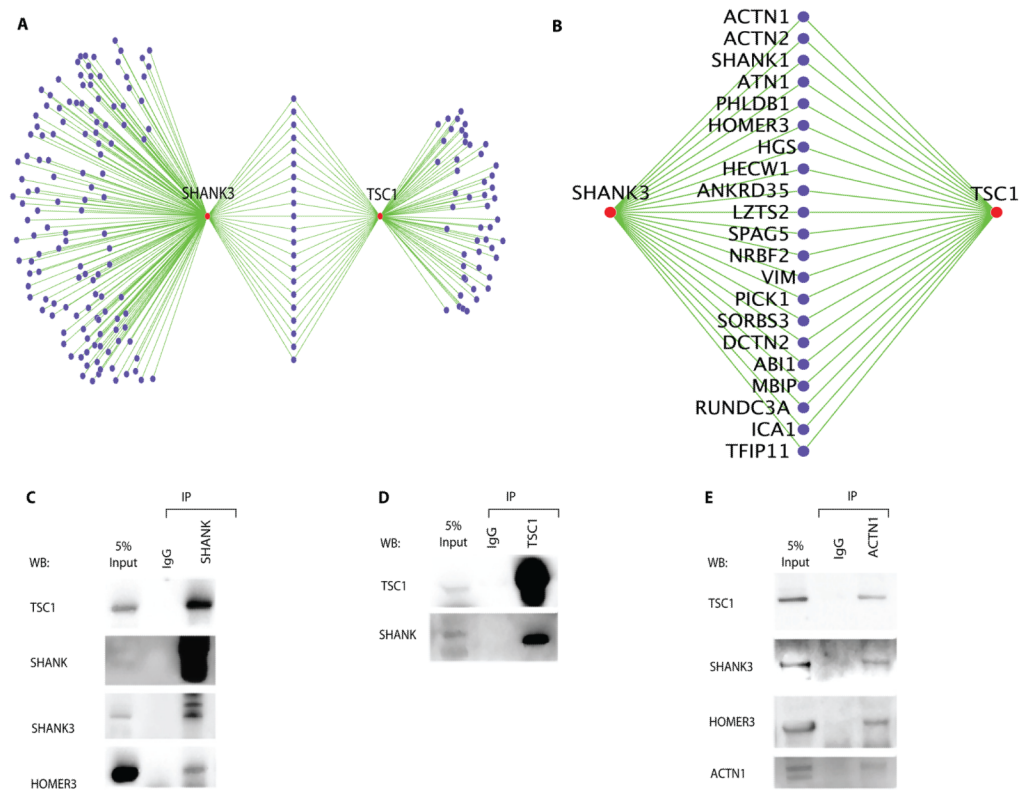 A
SHANK3
TSC1
B
ACTN1
ACTN2
SHANK1
ATN1
PHLDB1
HOMER3
HGS
HECW1
ANKRD35
LZTS2
SPAG5
NRBF2
VIM
PICK1
SORBS3
DCTN2
ABI1
MBIP
RUNDC3A
ICA1
TFIP11
SHANK3
TSC1
C
IP
WB:
5%
Input
IgG
SHANK
TSC1
SHANK
SHANK3
HOMER3
D
IP
WB:
5%
Input
IgG
TSC1
TSC1
SHANK
E
IP
WB:
5%
Input
IgG
ACTN1
TSC1
SHANK3
HOMER3
ACTN1